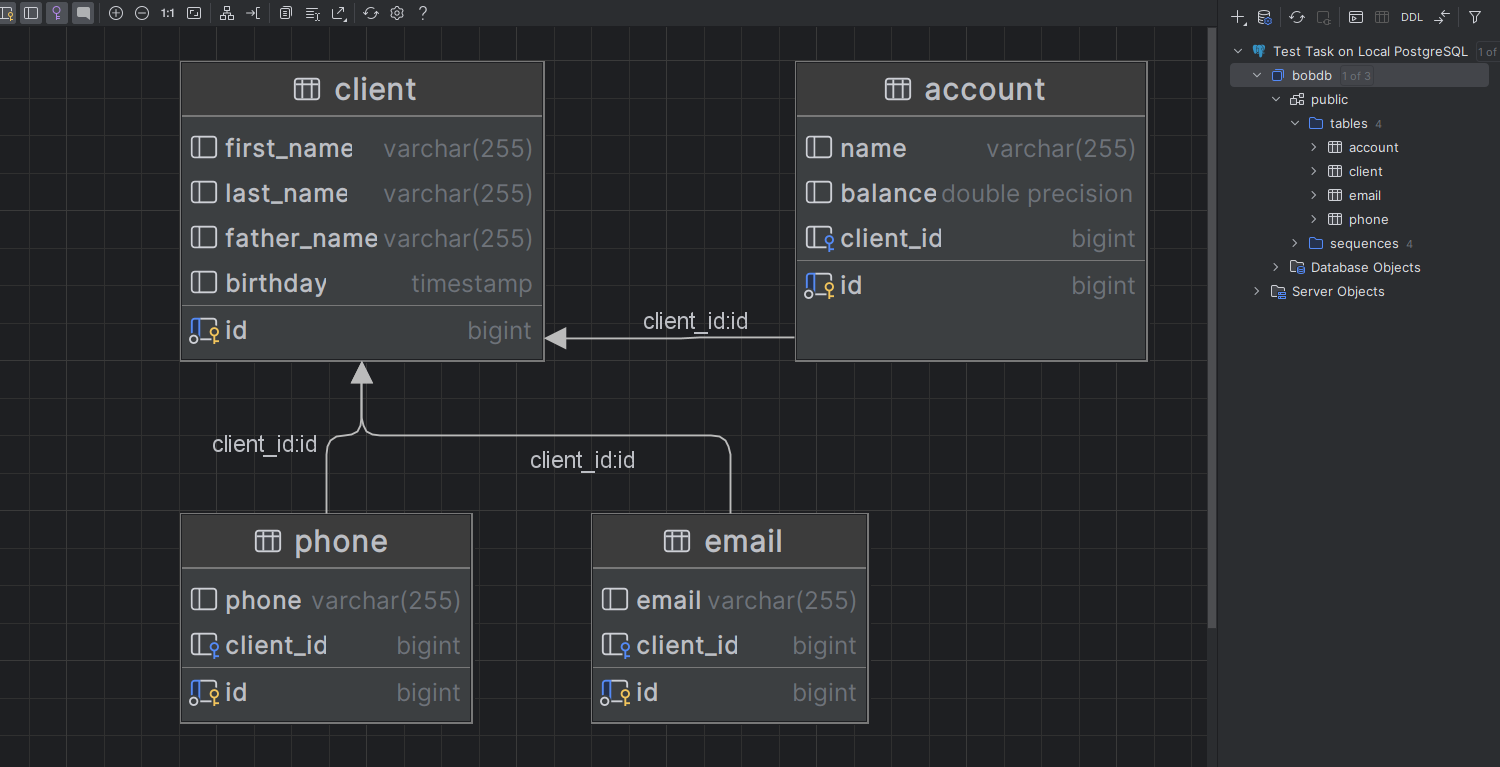 1:1
?
client
first_name varchar(255)
last_name varchar(255)
father_name varchar(255)
birthday timestamp
id bigint
account
name varchar(255)
balance double precision
client_id bigint
id bigint
client_id:id
client_id:id
client_id:id
phone
phone varchar(255)
client_id bigint
id bigint
email
email varchar(255)
client_id bigint
id bigint
DDL
Test Task on Local PostgreSQL 1 of
bobdb 1 of 3
public
tables 4
account
client
email
phone
sequences 4
Database Objects
Server Objects